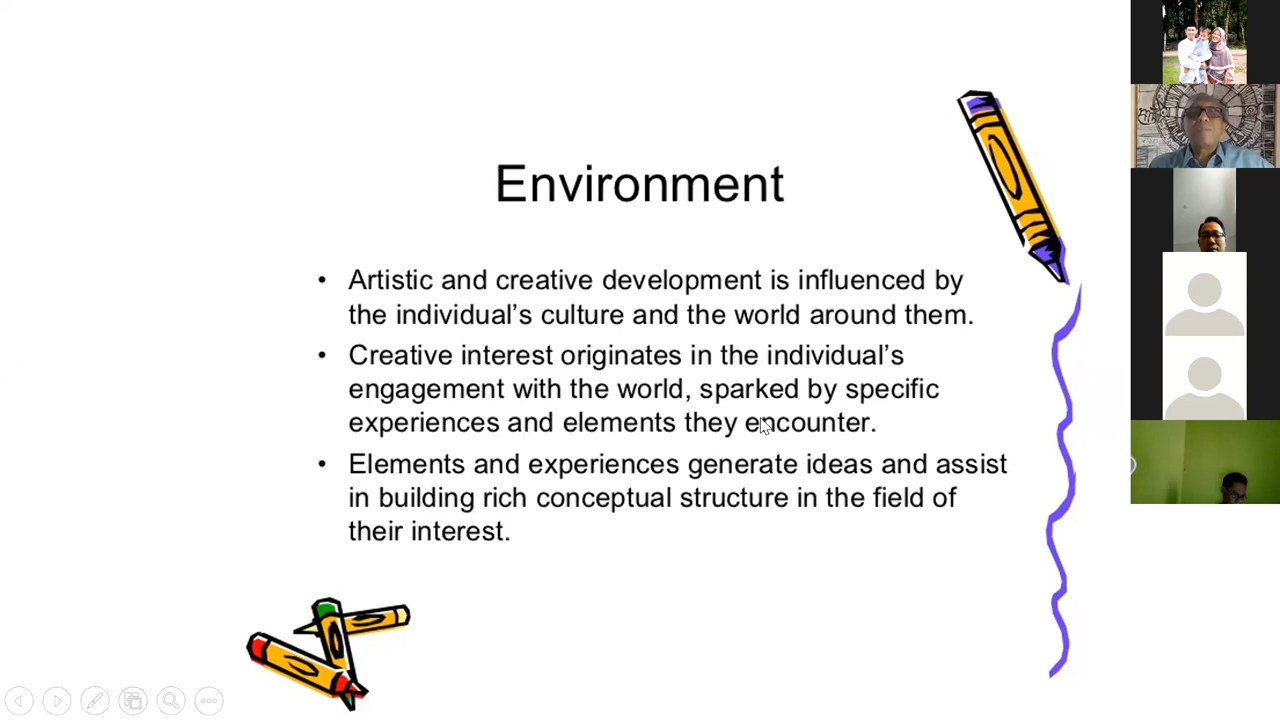 Environment
• Artistic and creative development is influenced by
the individual's culture and the world around them.
• Creative interest originates in the individual's
engagement with the world, sparked by specific
experiences and elements they encounter.
• Elements and experiences generate ideas and assist
in building rich conceptual structure in the field of
their interest.